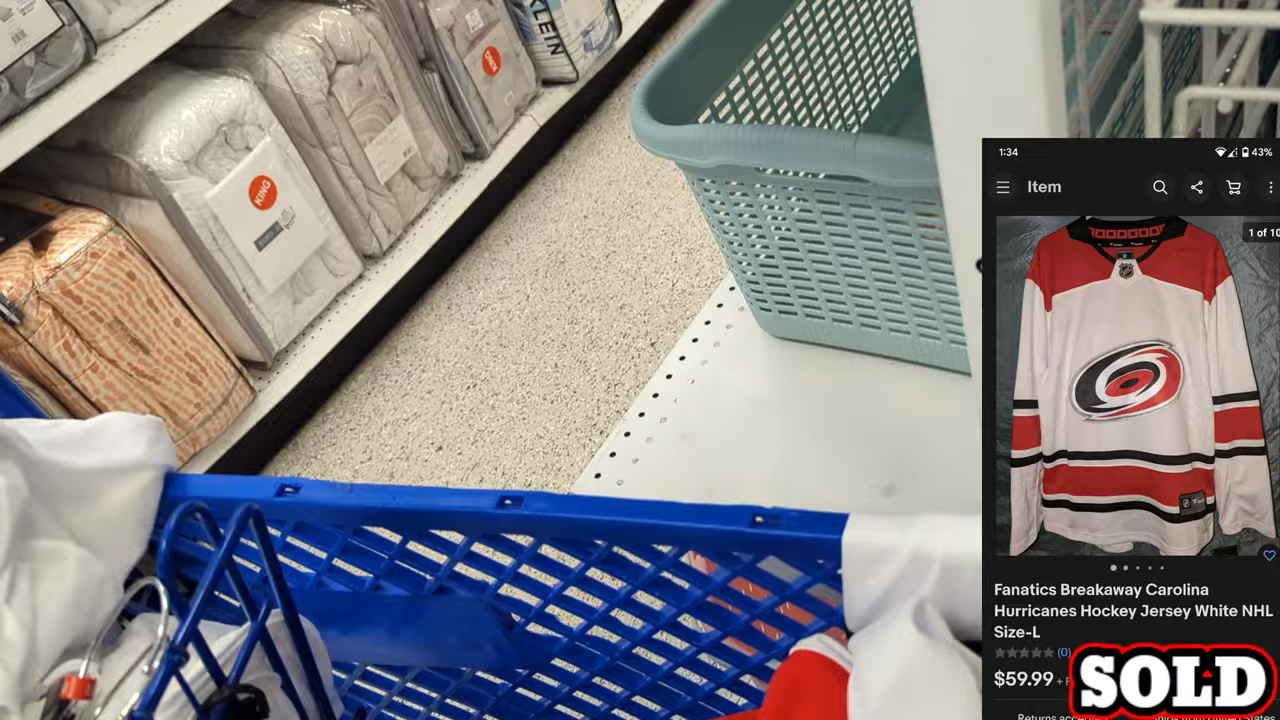 KLEIN
KING
KING
1:34
43%
Item
1 of 10
Fanatics Breakaway Carolina
Hurricanes Hockey Jersey White NHL
Size-L
(0)
$59.99
SOLD